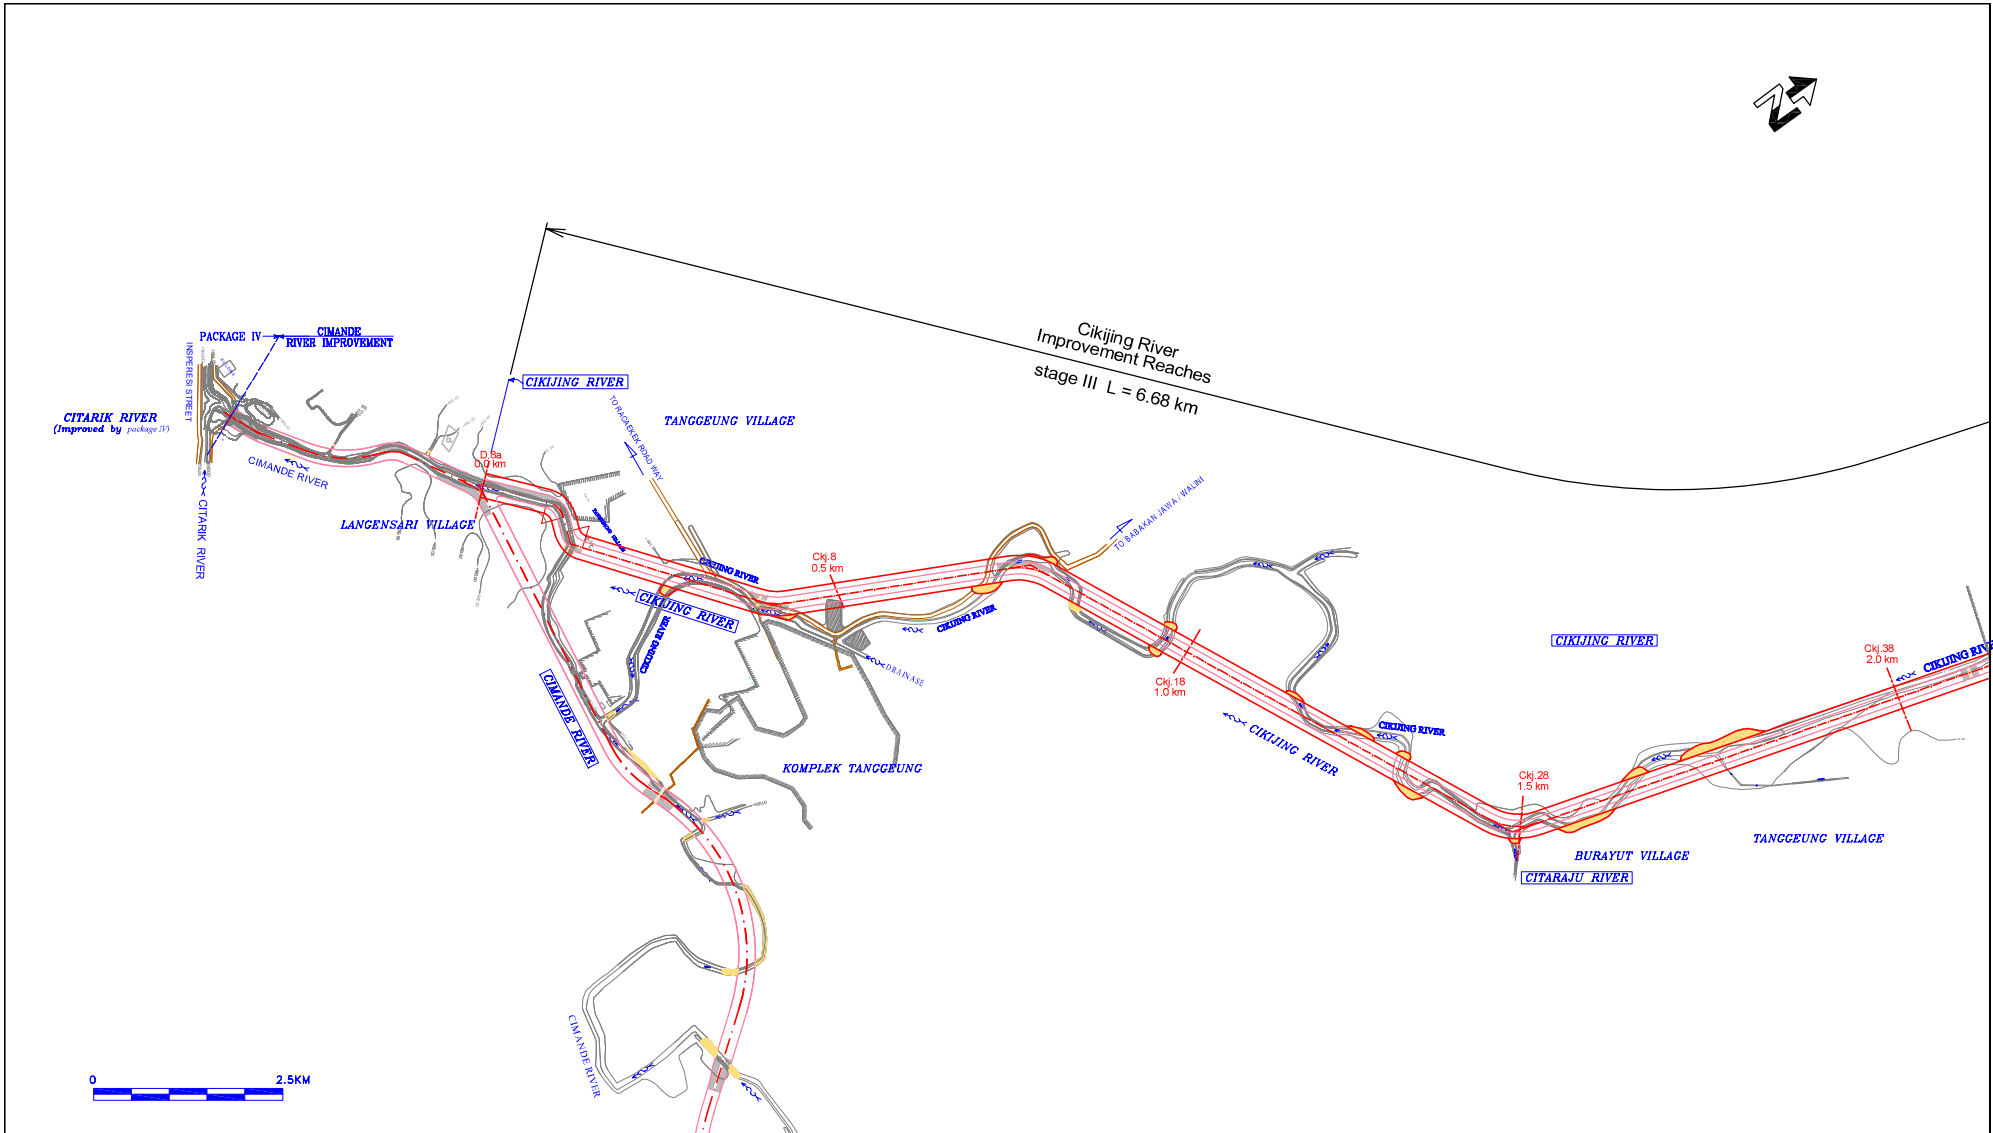 N
Cikijing River
Improvement Reaches
stage III L = 6.68 km
PACKAGE IV
CIMANDE
RIVER IMPROVEMENT
INSPERESI STREET
CITARIK RIVER
(Improved by package IV)
CITARIK RIVER
CIMANDE RIVER
CIKIJING RIVER
TANGGEUNG VILLAGE
D.8a
0.0 km
LANGENSARI VILLAGE
TO RACAEKEK ROAD WAY
TO BABAKAN JAWA / WALINI
CIKIJING RIVER
CIKIJING RIVER
CIKIJING RIVER
Ckj.8
0.5 km
CIKIJING RIVER
DRAINASE
CIMANDE RIVER
KOMPLEK TANGGEUNG
Ckj.18
1.0 km
CIKIJING RIVER
CIKIJING RIVER
CIKIJING RIVER
Ckj.38
2.0 km
CIKIJING RIVE
Ckj.28
1.5 km
TANGGEUNG VILLAGE
BURAYUT VILLAGE
CITARAJU RIVER
CIMANDE RIVER
0
2.5KM